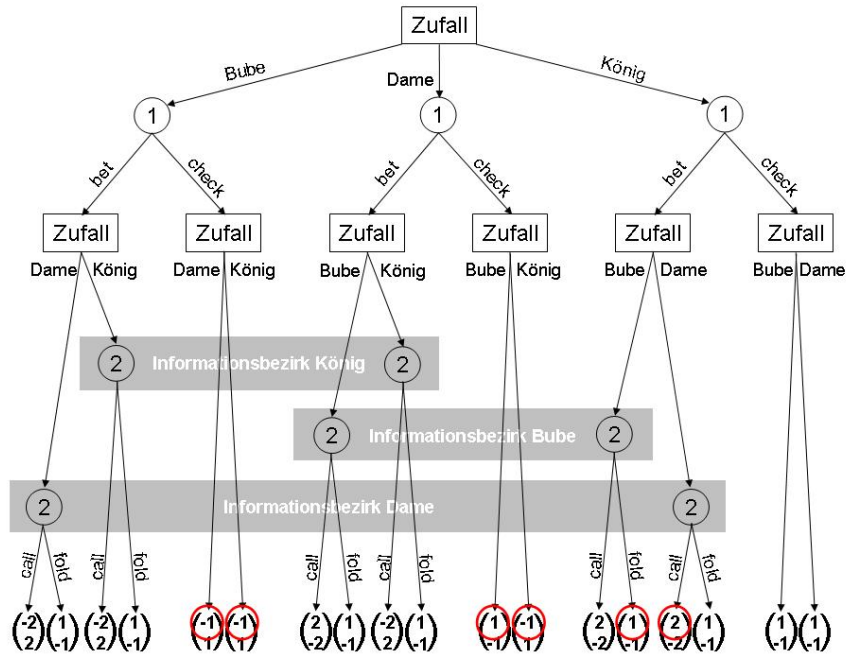 Zufall
Bube
Dame
König
1 1 1
bet check bet check bet check
Zufall Zufall Zufall Zufall Zufall Zufall
Dame König Dame König Bube König Bube König Bube Dame Bube Dame
2 Informationsbezirk König 2
2 Informationsbezirk Bube 2
2 Informationsbezirk Dame 2
call fold call fold call fold call fold call fold call fold
(-2) (1) (-2) (1) (-1) (-1) (2) (1) (-2) (1) (1) (-1) (2) (1) (2) (1) (1) (1)
(2) (-1) (2) (-1) (1) (1) (-2) (-1) (2) (-1) (-1) (1) (-2) (-1) (-2) (-1) (-1) (-1)